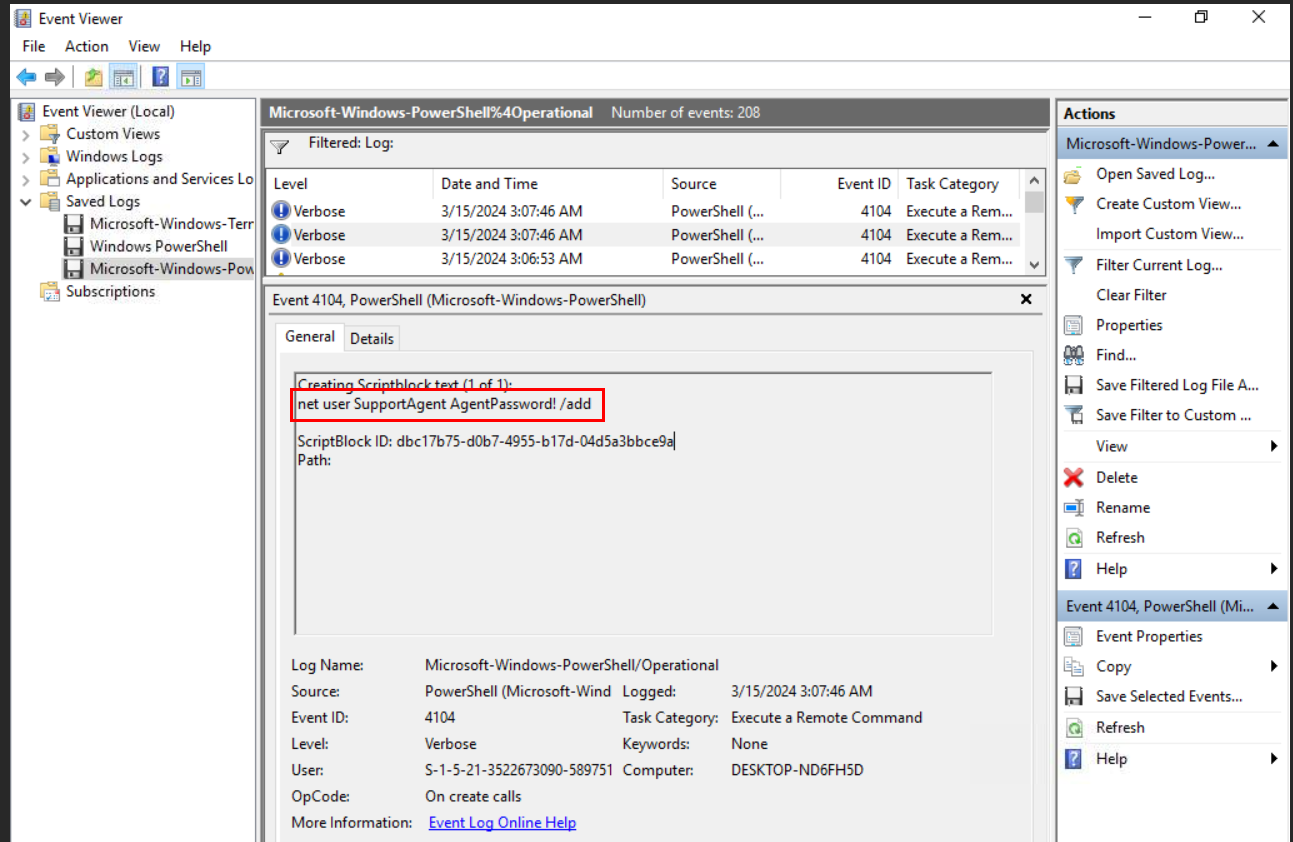 Event Viewer
File Action View Help
Event Viewer (Local)
Custom Views
Windows Logs
Applications and Services Lo
Saved Logs
Microsoft-Windows-Terr
Windows PowerShell
Microsoft-Windows-Pow
Subscriptions
Microsoft-Windows-PowerShell%4Operational Number of events: 208
Filtered: Log:
Level Date and Time Source Event ID Task Category
Verbose 3/15/2024 3:07:46 AM PowerShell (... 4104 Execute a Rem...
Verbose 3/15/2024 3:07:46 AM PowerShell (... 4104 Execute a Rem...
Verbose 3/15/2024 3:06:53 AM PowerShell (... 4104 Execute a Rem...
Event 4104, PowerShell (Microsoft-Windows-PowerShell)
General Details
Creating Scriptblock text (1 of 1):
net user SupportAgent AgentPassword! /add
ScriptBlock ID: dbc17b75-d0b7-4955-b17d-04d5a3bbce9a
Path:
Log Name: Microsoft-Windows-PowerShell/Operational
Source: PowerShell (Microsoft-Wind Logged: 3/15/2024 3:07:46 AM
Event ID: 4104 Task Category: Execute a Remote Command
Level: Verbose Keywords: None
User: S-1-5-21-3522673090-589751 Computer: DESKTOP-ND6FH5D
OpCode: On create calls
More Information: Event Log Online Help
Actions
Microsoft-Windows-Power...
Open Saved Log...
Create Custom View...
Import Custom View...
Filter Current Log...
Clear Filter
Properties
Find...
Save Filtered Log File A...
Save Filter to Custom ...
View
Delete
Rename
Refresh
Help
Event 4104, PowerShell (Mi...
Event Properties
Copy
Save Selected Events...
Refresh
Help